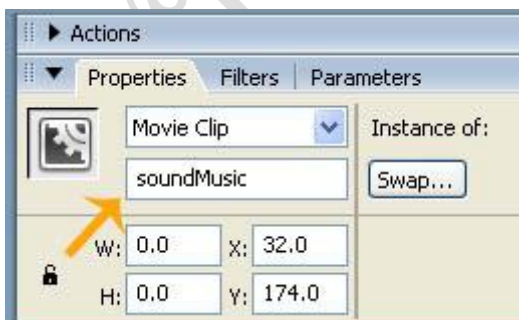 Actions
Properties Filters Parameters
Movie Clip Instance of:
soundMusic Swap...
W: 0.0 X: 32.0
H: 0.0 Y: 174.0